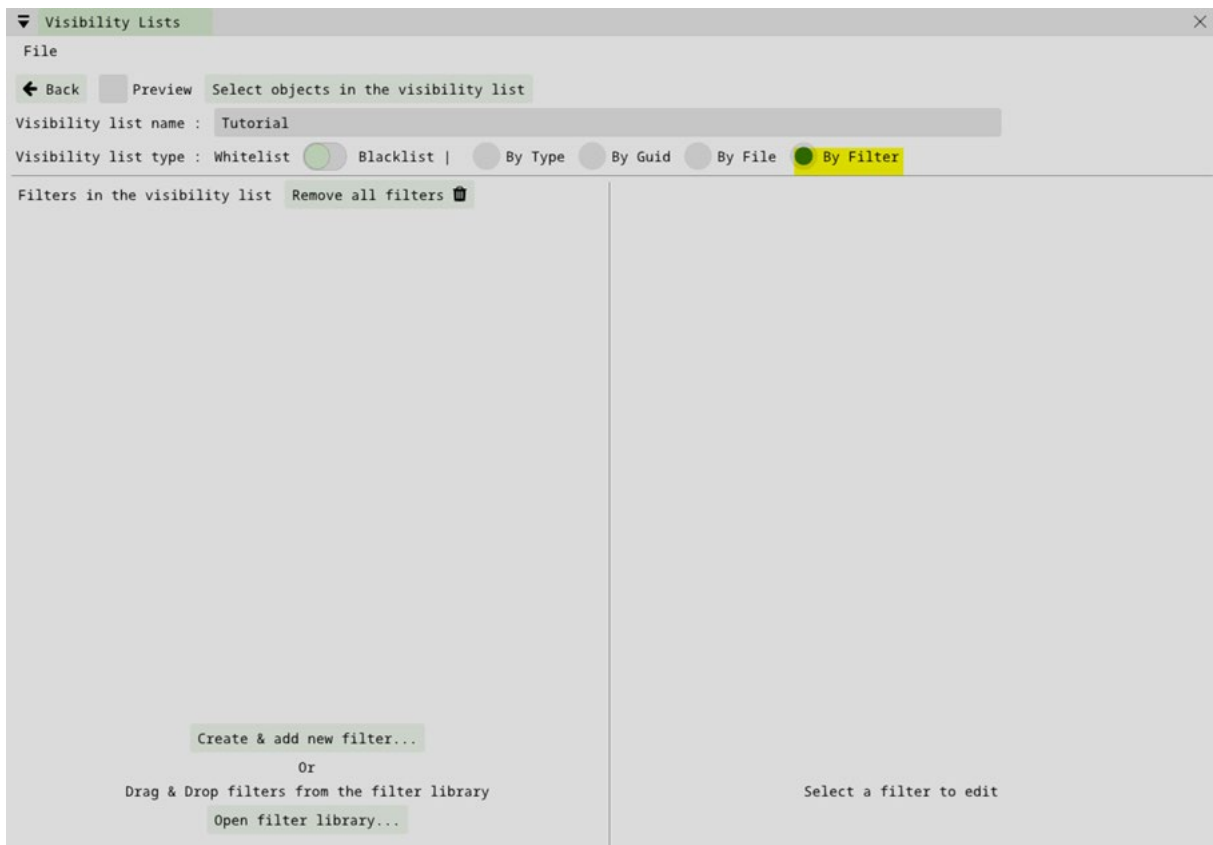 Visibility Lists
File
Back Preview Select objects in the visibility list
Visibility list name : Tutorial
Visibility list type : Whitelist Blacklist | By Type By Guid By File By Filter
Filters in the visibility list Remove all filters
Create & add new filter...
Or
Drag & Drop filters from the filter library
Select a filter to edit
Open filter library...